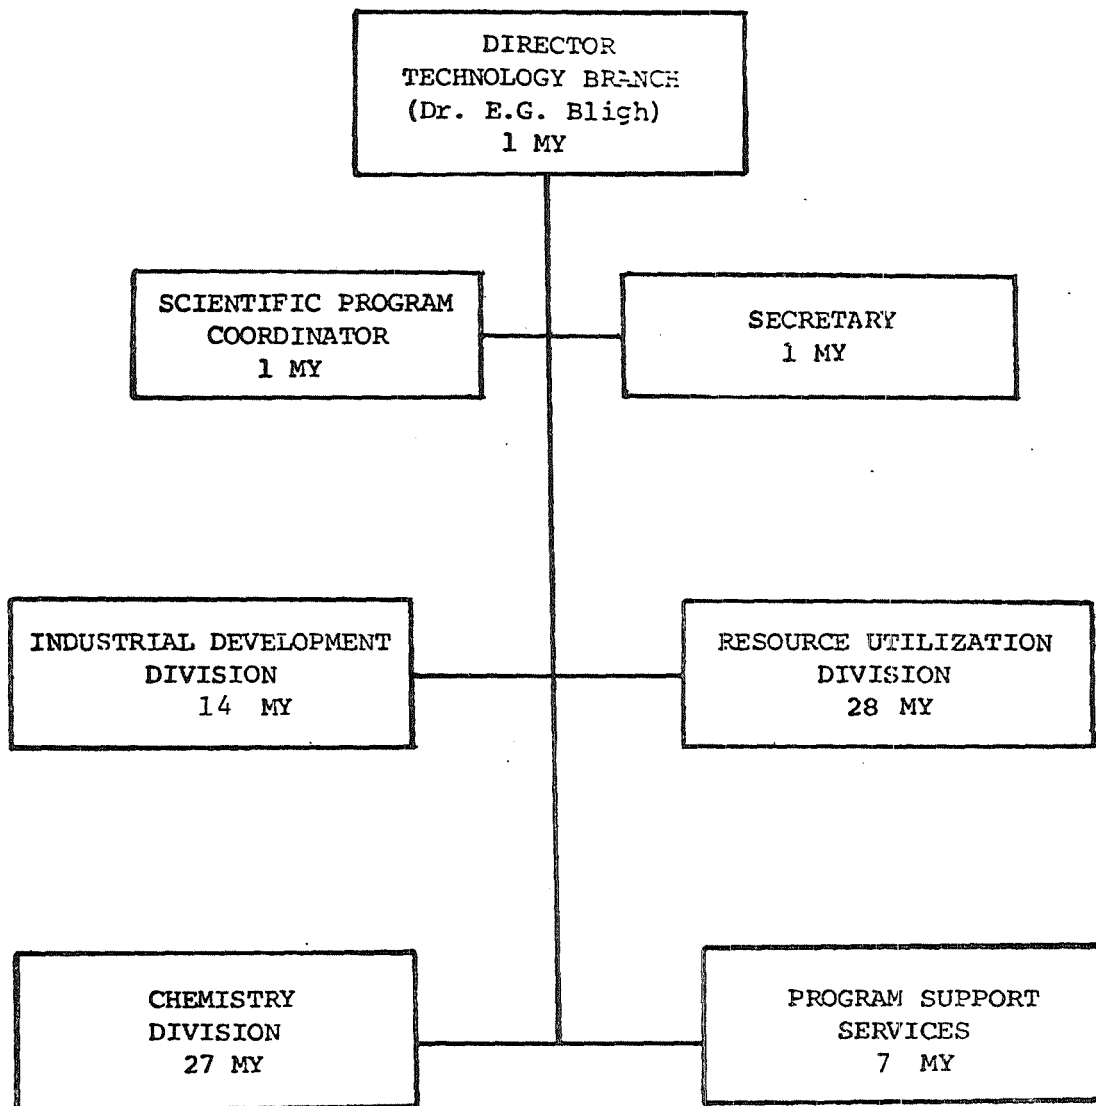 DIRECTOR
TECHNOLOGY BRANCH
(Dr. E.G. Bligh)
1 MY
SCIENTIFIC PROGRAM
COORDINATOR
1 MY
SECRETARY
1 MY
INDUSTRIAL DEVELOPMENT
DIVISION
14 MY
RESOURCE UTILIZATION
DIVISION
28 MY
CHEMISTRY
DIVISION
27 MY
PROGRAM SUPPORT
SERVICES
7 MY